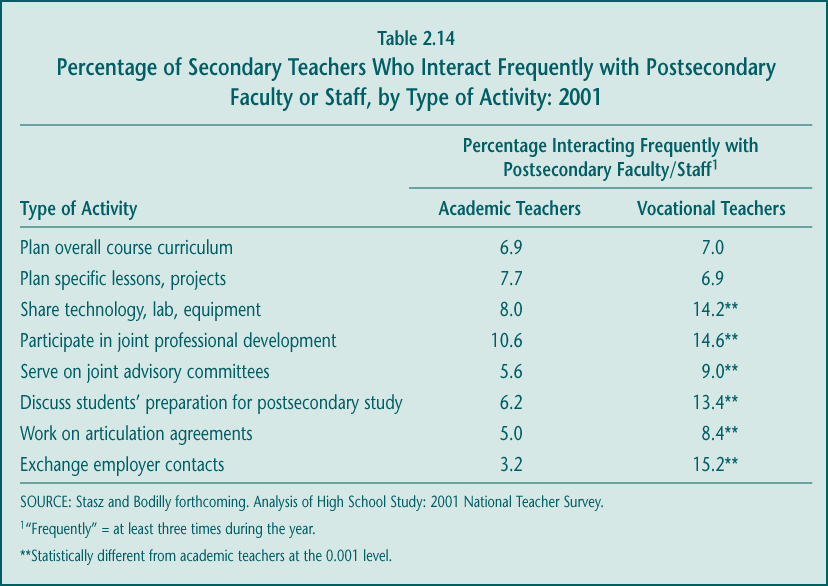 Table 2.14
Percentage of Secondary Teachers Who Interact Frequently with Postsecondary
Faculty or Staff, by Type of Activity: 2001
Percentage Interacting Frequently with
Postsecondary Faculty/Staff¹
Type of Activity Academic Teachers Vocational Teachers
Plan overall course curriculum 6.9 7.0
Plan specific lessons, projects 7.7 6.9
Share technology, lab, equipment 8.0 14.2**
Participate in joint professional development 10.6 14.6**
Serve on joint advisory committees 5.6 9.0**
Discuss students’ preparation for postsecondary study 6.2 13.4**
Work on articulation agreements 5.0 8.4**
Exchange employer contacts 3.2 15.2**
SOURCE: Stasz and Bodilly forthcoming. Analysis of High School Study: 2001 National Teacher Survey.
¹“Frequently” = at least three times during the year.
**Statistically different from academic teachers at the 0.001 level.